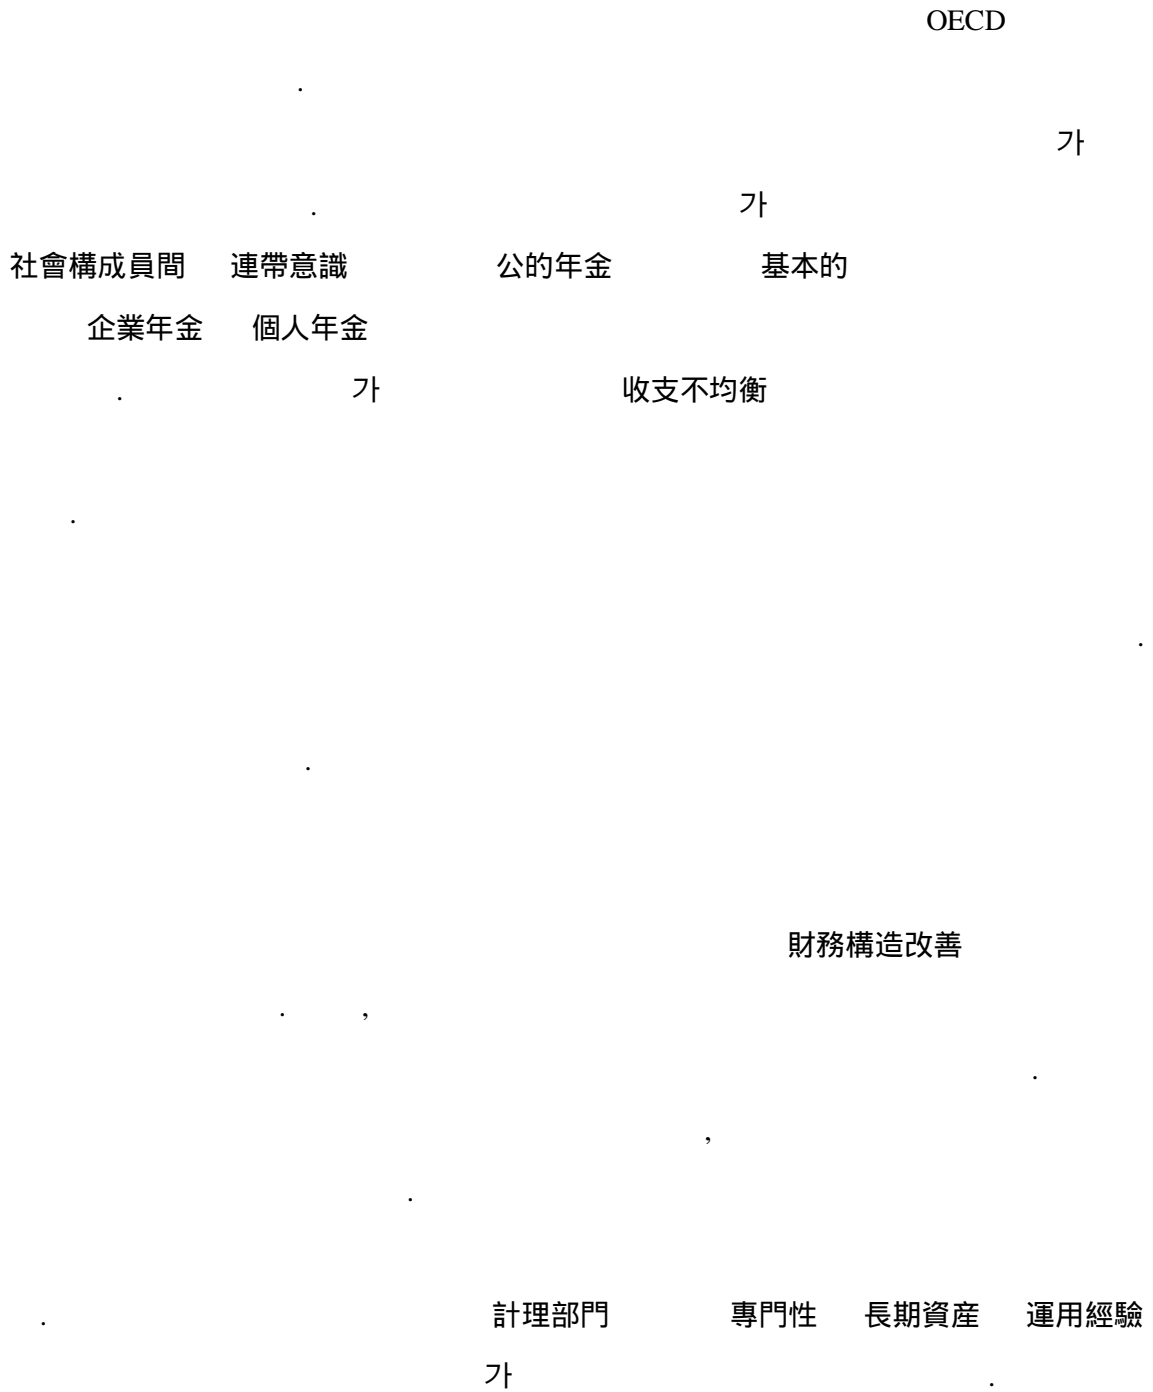 OECD
.
가
. 가
社會構成員間 連帶意識 公的年金 基本的
企業年金 個人年金
. 가 收支不均衡
.
.
.
財務構造改善
. ,
.
,
.
. 計理部門 專門性 長期資産 運用經驗
가 .